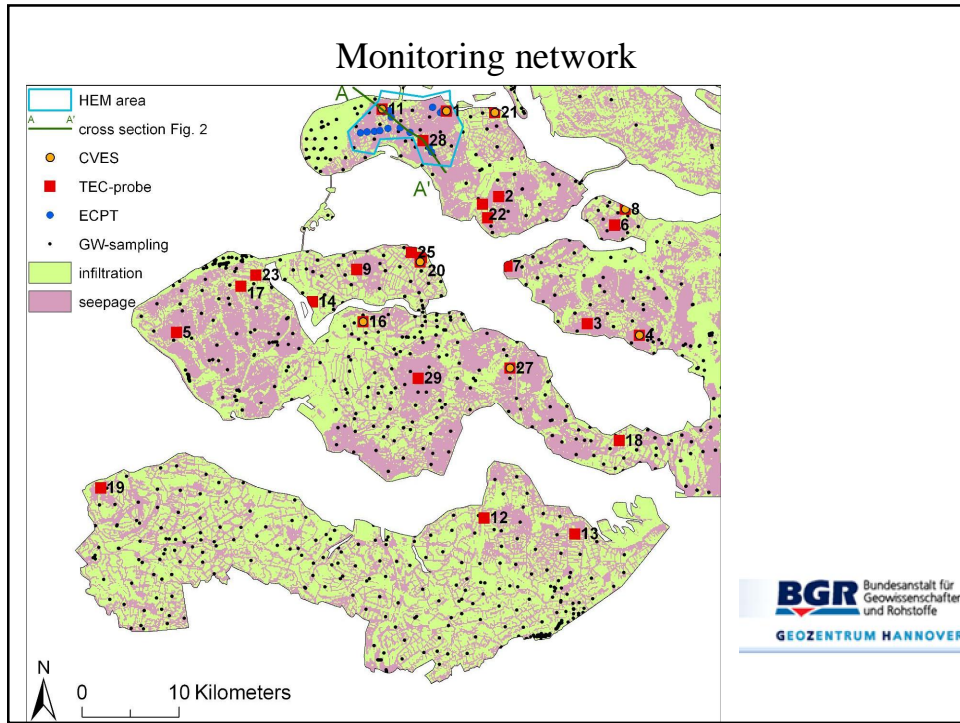 Monitoring network
HEM area
A A' cross section Fig. 2
CVES
TEC-probe
ECPT
GW-sampling
infiltration
seepage
A
11
1
21
28
A'
2
22
8
6
25
20
7
23
9
17
14
5
16
3
4
27
29
18
19
12
13
N
0 10 Kilometers
BGR
Bundesanstalt für
Geowissenschaften
und Rohstoffe
GEOZENTRUM HANNOVER